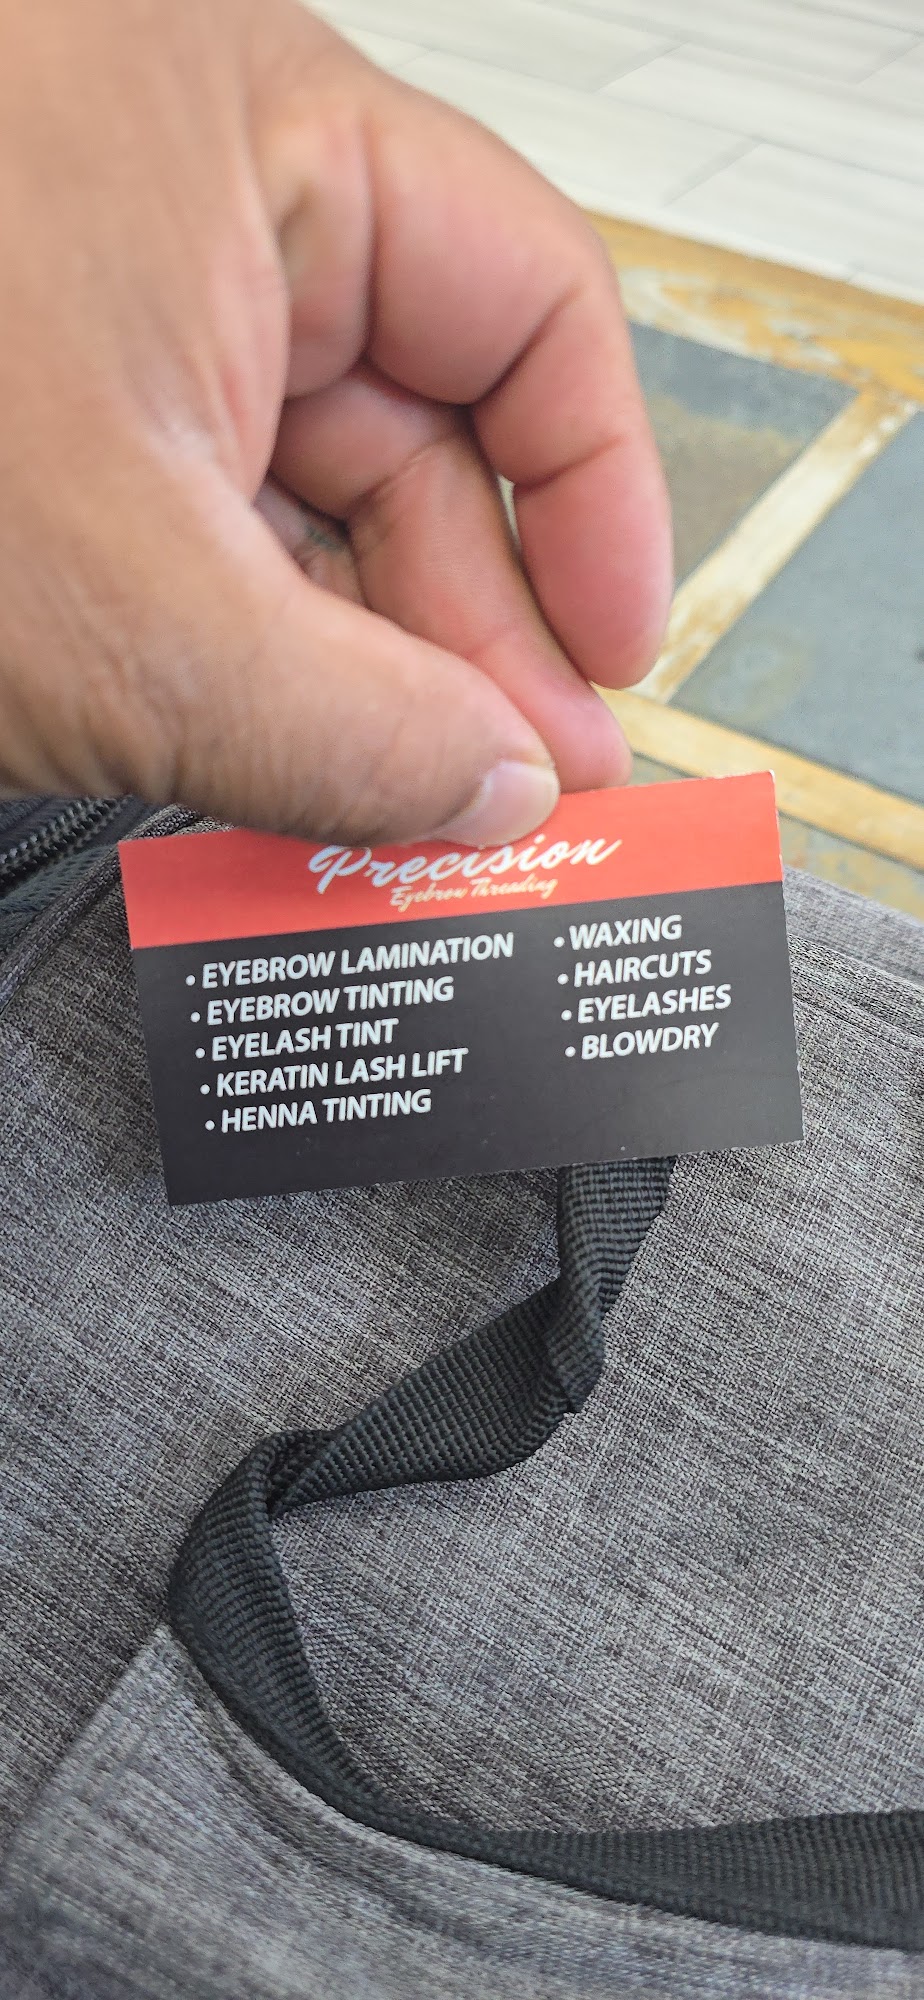 Precision
Eyebrow Threading
• EYEBROW LAMINATION
• EYEBROW TINTING
• EYELASH TINT
• KERATIN LASH LIFT
• HENNA TINTING
• WAXING
• HAIRCUTS
• EYELASHES
• BLOWDRY